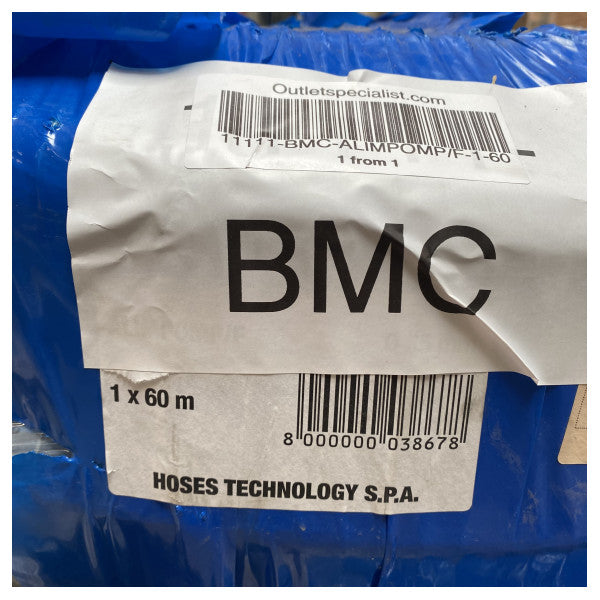 Outletspecialist.com
11111-BMC-ALIMPOMP/F-1-60
1 from 1
BMC
1 x 60 m
8 000000 038678
HOSES TECHNOLOGY S.P.A.